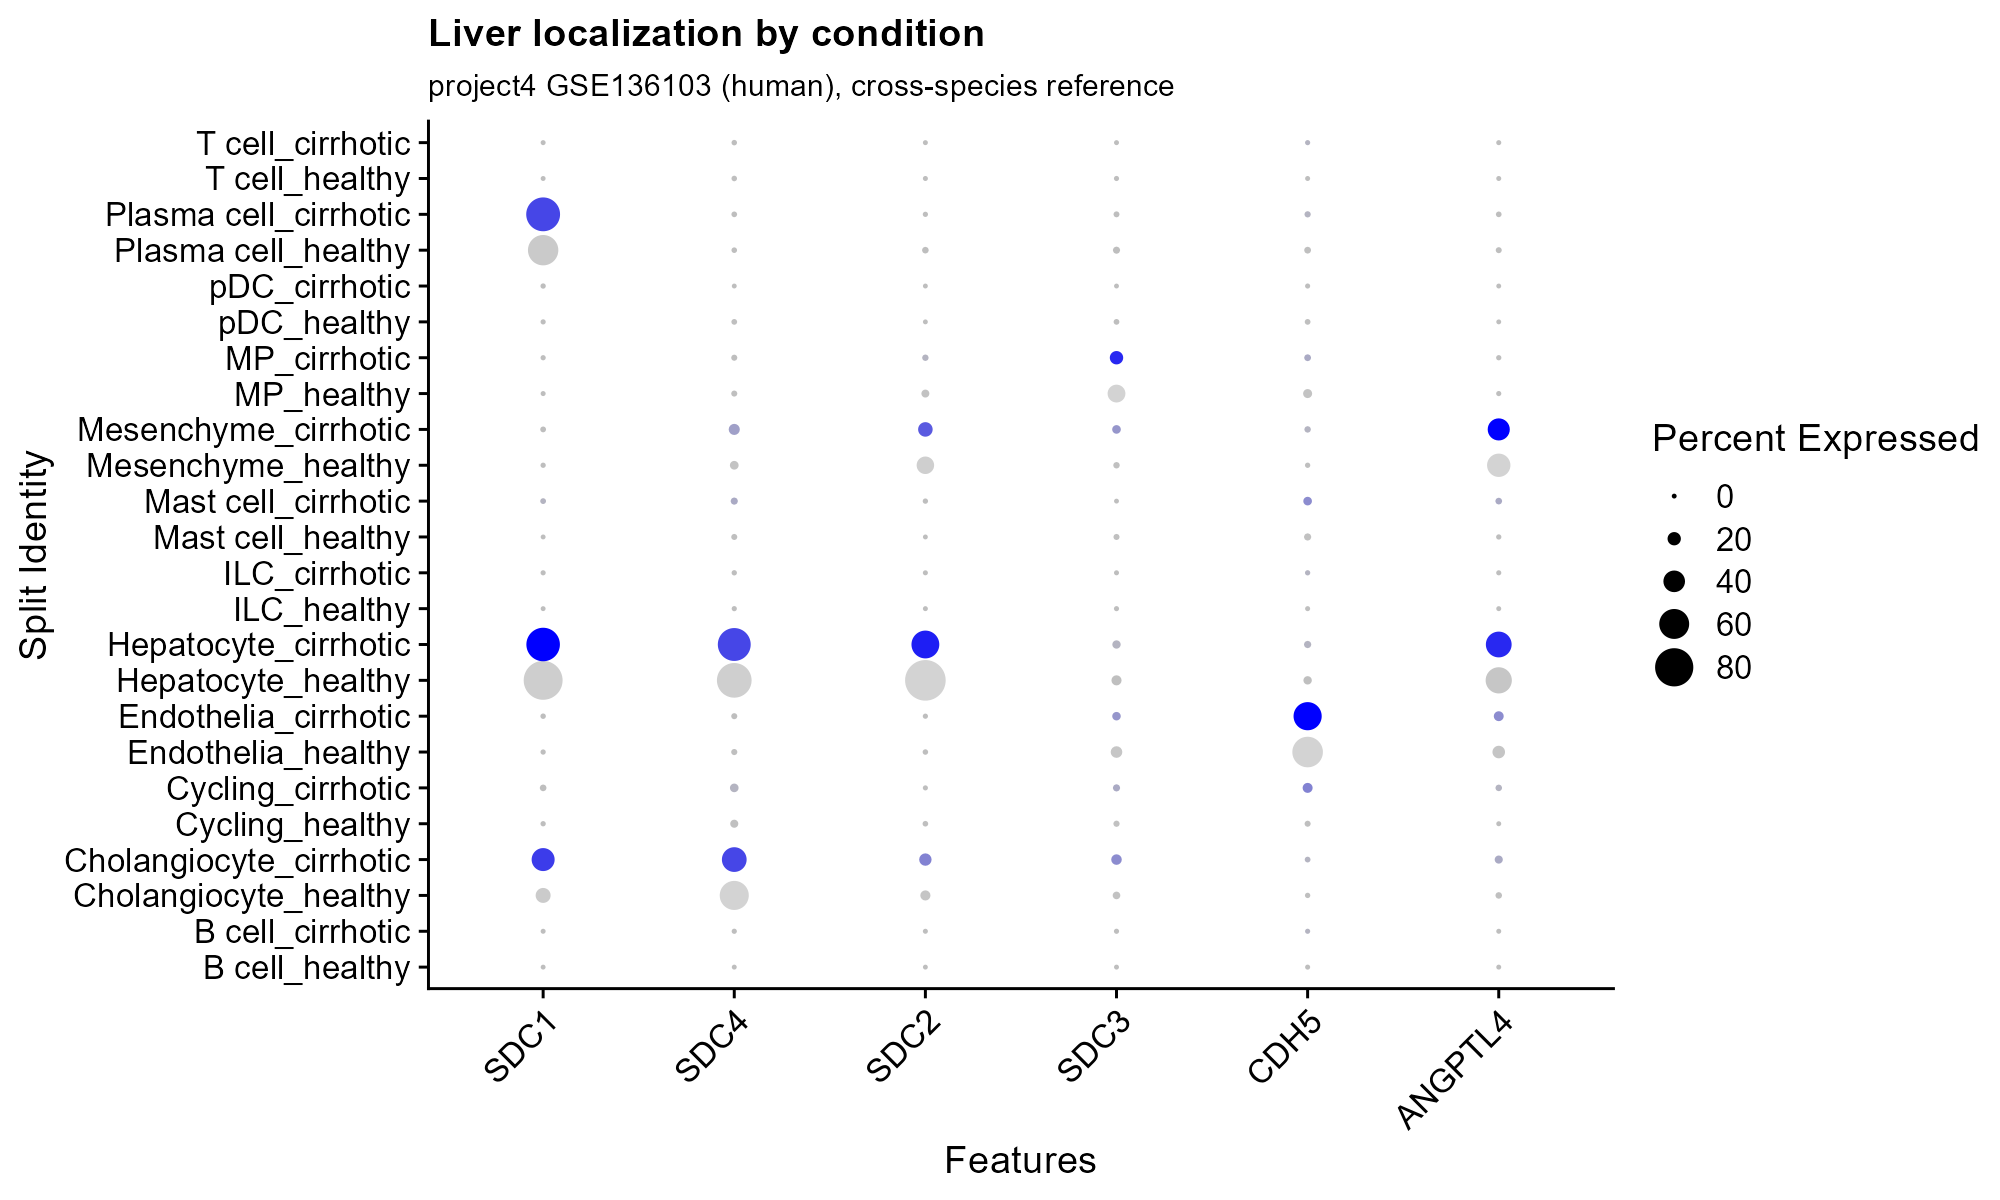 Liver localization by condition
project4 GSE136103 (human), cross-species reference
Split Identity
T cell_cirrhotic
T cell_healthy
Plasma cell_cirrhotic
Plasma cell_healthy
pDC_cirrhotic
pDC_healthy
MP_cirrhotic
MP_healthy
Mesenchyme_cirrhotic
Mesenchyme_healthy
Mast cell_cirrhotic
Mast cell_healthy
ILC_cirrhotic
ILC_healthy
Hepatocyte_cirrhotic
Hepatocyte_healthy
Endothelia_cirrhotic
Endothelia_healthy
Cycling_cirrhotic
Cycling_healthy
Cholangiocyte_cirrhotic
Cholangiocyte_healthy
B cell_cirrhotic
B cell_healthy
SDC1
SDC4
SDC2
SDC3
CDH5
ANGPTL4
Features
Percent Expressed
0
20
40
60
80